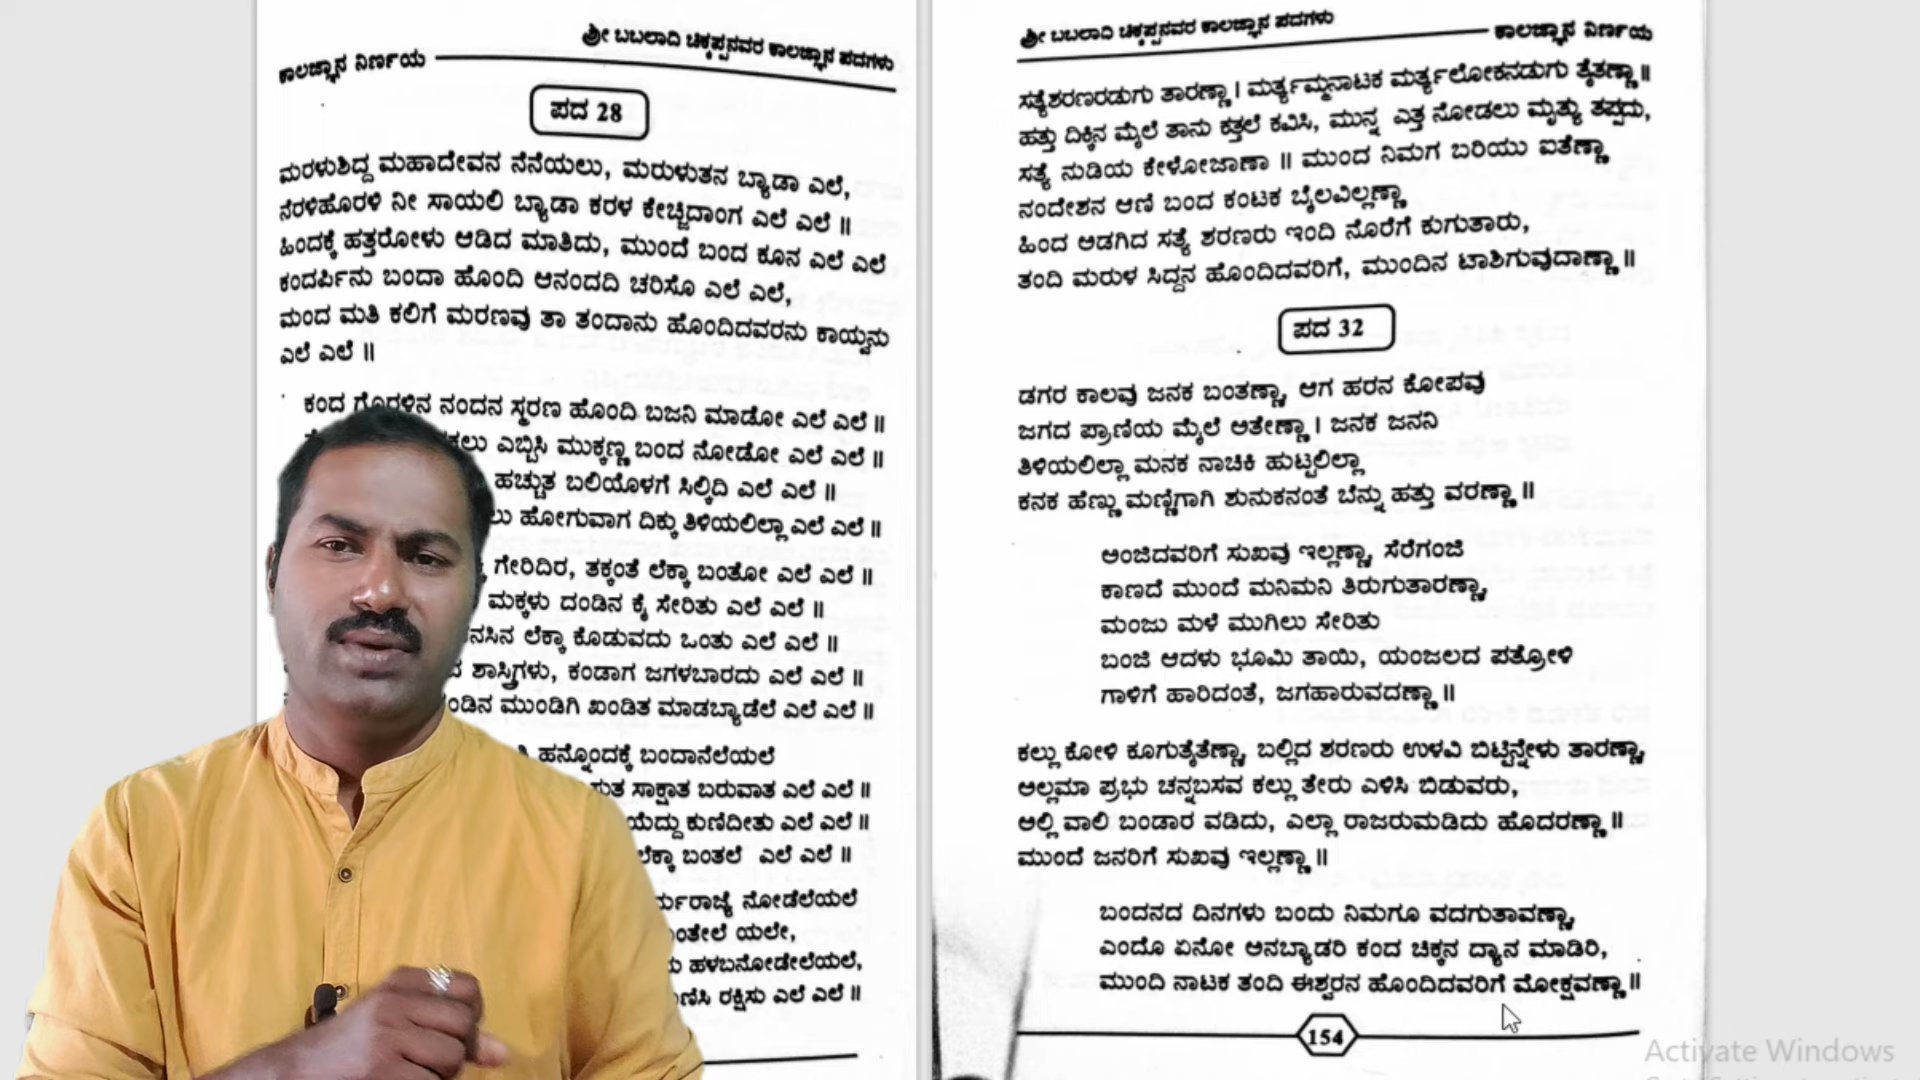 ಶ್ರೀ ಬಬಲಾದಿ ಚಿಕ್ಕಪ್ಪನವರ ಕಾಲಜ್ಞಾನ ಪದಗಳು
ಕಾಲಜ್ಞಾನ ನಿರ್ಣಯ
ಪದ 28
ಮರಳುಶಿದ್ದ ಮಹಾದೇವನ ನೆನೆಯಲು, ಮರುಳುತನ ಬ್ಯಾಡಾ ಎಲೆ,
ನೆರಳಿಹೊರಳಿ ನೀ ಸಾಯಲಿ ಬ್ಯಾಡಾ ಕರಳ ಕೇಚ್ಚಿದಾಂಗ ಎಲೆ ಎಲೆ ॥
ಹಿಂದಕ್ಕೆ ಹತ್ತರೋಳು ಆಡಿದ ಮಾತಿದು, ಮುಂದೆ ಬಂದ ಕೂನ ಎಲೆ ಎಲೆ
ಕಂದರ್ಪಿನು ಬಂದಾ ಹೊಂದಿ ಆನಂದದಿ ಚರಿಸೊ ಎಲೆ ಎಲೆ,
ಮಂದ ಮತಿ ಕಲಿಗೆ ಮರಣವು ತಾ ತಂದಾನು ಹೊಂದಿದವರನು ಕಾಯ್ವನು
ಎಲೆ ಎಲೆ ॥
ಕಂದ ಗೊರಳಿನ ನಂದನ ಸ್ಮರಣ ಹೊಂದಿ ಬಜನಿ ಮಾಡೋ ಎಲೆ ಎಲೆ ॥
ಎಬ್ಬಿಸಿ ಮುಕ್ಕಣ್ಣ ಬಂದ ನೋಡೋ ಎಲೆ ಎಲೆ ॥
ಹಚ್ಚುತ ಬಲಿಯೊಳಗೆ ಸಿಲ್ಕಿದಿ ಎಲೆ ಎಲೆ ॥
ಹೋಗುವಾಗ ದಿಕ್ಕು ತಿಳಿಯಲಿಲ್ಲಾ ಎಲೆ ಎಲೆ ॥
ಗೇರಿದಿರ, ತಕ್ಕಂತೆ ಲೆಕ್ಕಾ ಬಂತೋ ಎಲೆ ಎಲೆ ॥
ಮಕ್ಕಳು ದಂಡಿನ ಕೈ ಸೇರಿತು ಎಲೆ ಎಲೆ ॥
ಲೆಕ್ಕಾ ಕೊಡುವದು ಒಂತು ಎಲೆ ಎಲೆ ॥
ಶಾಸ್ತ್ರಿಗಳು, ಕಂಡಾಗ ಜಗಳಬಾರದು ಎಲೆ ಎಲೆ ॥
ಮುಂಡಿಗಿ ಖಂಡಿತ ಮಾಡಬ್ಯಾಡೆಲೆ ಎಲೆ ಎಲೆ ॥
ಹನ್ನೊಂದಕ್ಕೆ ಬಂದಾನೆಲೆಯಲೆ
ಸಾಕ್ಷಾತ ಬರುವಾತ ಎಲೆ ಎಲೆ ॥
ಕುಣಿದೀತು ಎಲೆ ಎಲೆ ॥
ಬಂತಲೆ ಎಲೆ ಎಲೆ ॥
ನೋಡೆಲೆಯಲೆ
ಯಲೇ,
ಹಳಬನೋಡೇಲೆಯಲೆ,
ರಕ್ಷಿಸು ಎಲೆ ಎಲೆ ॥
ಶ್ರೀ ಬಬಲಾದಿ ಚಿಕ್ಕಪ್ಪನವರ ಕಾಲಜ್ಞಾನ ಪದಗಳು
ಕಾಲಜ್ಞಾನ ನಿರ್ಣಯ
ಸತ್ಯೆಶರಣರಡುಗು ತಾರಣ್ಣಾ । ಮರ್ತ್ಯಮ್ಮನಾಟಕ ಮರ್ತ್ಯಲೋಕನಡುಗು ತೈತಣ್ಣಾ ॥
ಹತ್ತು ದಿಕ್ಕಿನ ಮೈಲೆ ತಾನು ಕತ್ತಲೆ ಕವಿಸಿ, ಮುನ್ನ ಎತ್ತ ನೋಡಲು ಮೃತ್ಯು ತಪ್ಪದು,
ಸತ್ಯೆ ನುಡಿಯ ಕೇಳೋಜಾಣಾ ॥ ಮುಂದ ನಿಮಗ ಬರಿಯು ಐತೆಣ್ಣಾ
ನಂದೇಶನ ಆಣಿ ಬಂದ ಕಂಟಕ ಬೈಲವಿಲ್ಲಣ್ಣಾ
ಹಿಂದ ಆಡಗಿದ ಸತ್ಯೆ ಶರಣರು ಇಂದಿ ನೊರೆಗೆ ಕುಗುತಾರು,
ತಂದಿ ಮರುಳ ಸಿದ್ದನ ಹೊಂದಿದವರಿಗೆ, ಮುಂದಿನ ಟಾಶಿಗುವುದಾಣ್ಣಾ ॥
ಪದ 32
ಡಗರ ಕಾಲವು ಜನಕ ಬಂತಣ್ಣಾ, ಆಗ ಹರನ ಕೋಪವು
ಜಗದ ಪ್ರಾಣಿಯ ಮೈಲೆ ಆತೇಣ್ಣಾ । ಜನಕ ಜನನಿ
ತಿಳಿಯಲಿಲ್ಲಾ ಮನಕ ನಾಚಿಕಿ ಹುಟ್ಟಲಿಲ್ಲಾ
ಕನಕ ಹೆಣ್ಣು ಮಣ್ಣಿಗಾಗಿ ಶುನುಕನಂತೆ ಬೆನ್ನು ಹತ್ತು ವರಣ್ಣಾ ॥
ಅಂಜಿದವರಿಗೆ ಸುಖವು ಇಲ್ಲಣ್ಣಾ, ಸೆರೆಗಂಜಿ
ಕಾಣದೆ ಮುಂದೆ ಮನಿಮನಿ ತಿರುಗುತಾರಣ್ಣಾ,
ಮಂಜು ಮಳೆ ಮುಗಿಲು ಸೇರಿತು
ಬಂಜಿ ಆದಳು ಭೂಮಿ ತಾಯಿ, ಯಂಜಲದ ಪತ್ರೋಳಿ
ಗಾಳಿಗೆ ಹಾರಿದಂತೆ, ಜಗಹಾರುವದಣ್ಣಾ ॥
ಕಲ್ಲು ಕೋಳಿ ಕೂಗುತೈತೆಣ್ಣಾ, ಬಲ್ಲಿದ ಶರಣರು ಉಳವಿ ಬಿಟ್ಟಿನ್ನೇಳು ತಾರಣ್ಣಾ,
ಅಲ್ಲಮಾ ಪ್ರಭು ಚನ್ನಬಸವ ಕಲ್ಲು ತೇರು ಎಳಿಸಿ ಬಿಡುವರು,
ಅಲ್ಲಿ ವಾಲಿ ಬಂಡಾರ ವಡಿದು, ಎಲ್ಲಾ ರಾಜರುಮಡಿದು ಹೊದರಣ್ಣಾ ॥
ಮುಂದೆ ಜನರಿಗೆ ಸುಖವು ಇಲ್ಲಣ್ಣಾ ॥
ಬಂದನದ ದಿನಗಳು ಬಂದು ನಿಮಗೂ ವದಗುತಾವಣ್ಣಾ,
ಎಂದೊ ಏನೋ ಆನಬ್ಯಾಡರಿ ಕಂದ ಚಿಕ್ಕನ ದ್ಯಾನ ಮಾಡಿರಿ,
ಮುಂದಿ ನಾಟಕ ತಂದಿ ಈಶ್ವರನ ಹೊಂದಿದವರಿಗೆ ಮೋಕ್ಷವಣ್ಣಾ ॥
154
Activate Windows